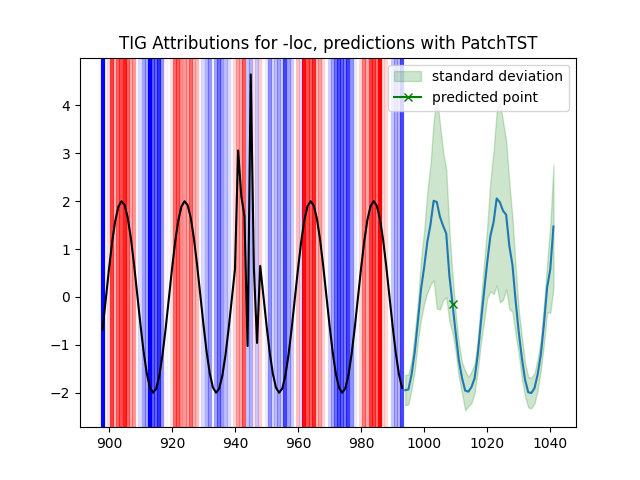 TIG Attributions for -loc, predictions with PatchTST
standard deviation
predicted point
4
3
2
1
0
−1
−2
900 920 940 960 980 1000 1020 1040